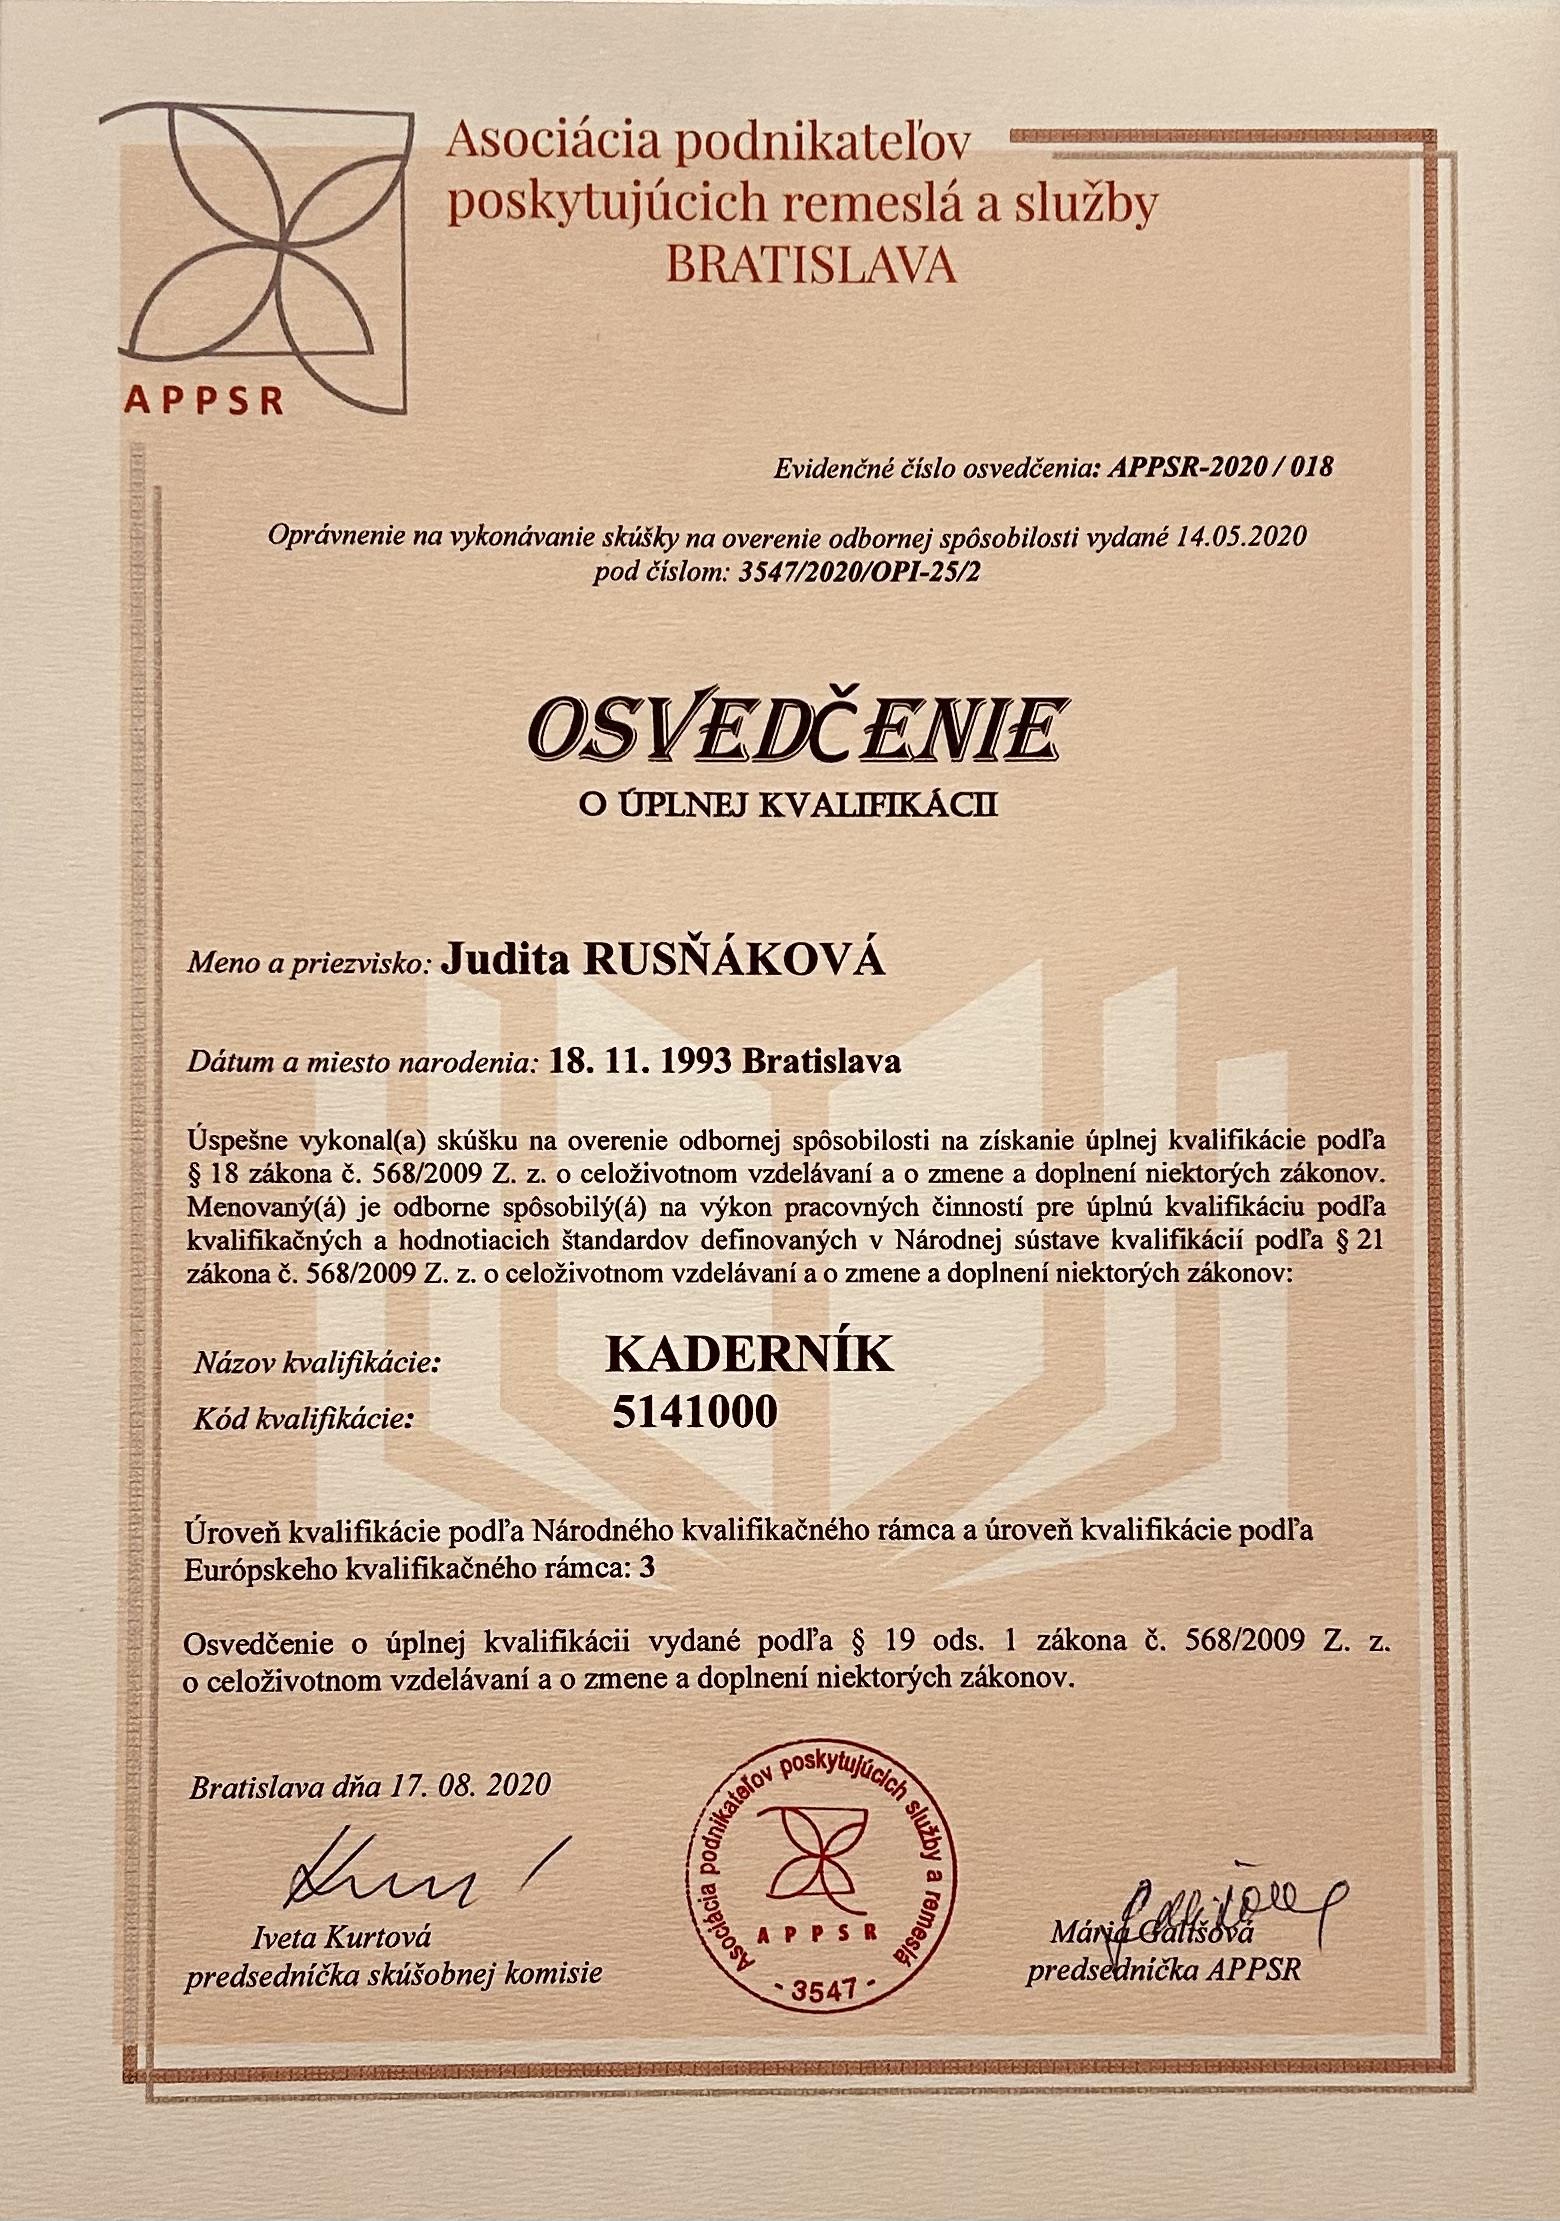 Asociácia podnikateľov
poskytujúcich remeslá a služby
BRATISLAVA
APPSR
Evidenčné číslo osvedčenia: APPSR-2020 / 018
Oprávnenie na vykonávanie skúšky na overenie odbornej spôsobilosti vydané 14.05.2020
pod číslom: 3547/2020/OPI-25/2
OSVEDČENIE
O ÚPLNEJ KVALIFIKÁCII
Meno a priezvisko: Judita RUSŇÁKOVÁ
Dátum a miesto narodenia: 18. 11. 1993 Bratislava
Úspešne vykonal(a) skúšku na overenie odbornej spôsobilosti na získanie úplnej kvalifikácie podľa
§ 18 zákona č. 568/2009 Z. z. o celoživotnom vzdelávaní a o zmene a doplnení niektorých zákonov.
Menovaný(á) je odborne spôsobilý(á) na výkon pracovných činností pre úplnú kvalifikáciu podľa
kvalifikačných a hodnotiacich štandardov definovaných v Národnej sústave kvalifikácií podľa § 21
zákona č. 568/2009 Z. z. o celoživotnom vzdelávaní a o zmene a doplnení niektorých zákonov:
Názov kvalifikácie: KADERNÍK
Kód kvalifikácie: 5141000
Úroveň kvalifikácie podľa Národného kvalifikačného rámca a úroveň kvalifikácie podľa
Európskeho kvalifikačného rámca: 3
Osvedčenie o úplnej kvalifikácii vydané podľa § 19 ods. 1 zákona č. 568/2009 Z. z.
o celoživotnom vzdelávaní a o zmene a doplnení niektorých zákonov.
Bratislava dňa 17. 08. 2020
Asociácia podnikateľov poskytujúcich služby a remeslá
APPSR
- 3547 -
Iveta Kurtová
predsedníčka skúšobnej komisie
Mária Gališová
predsedníčka APPSR